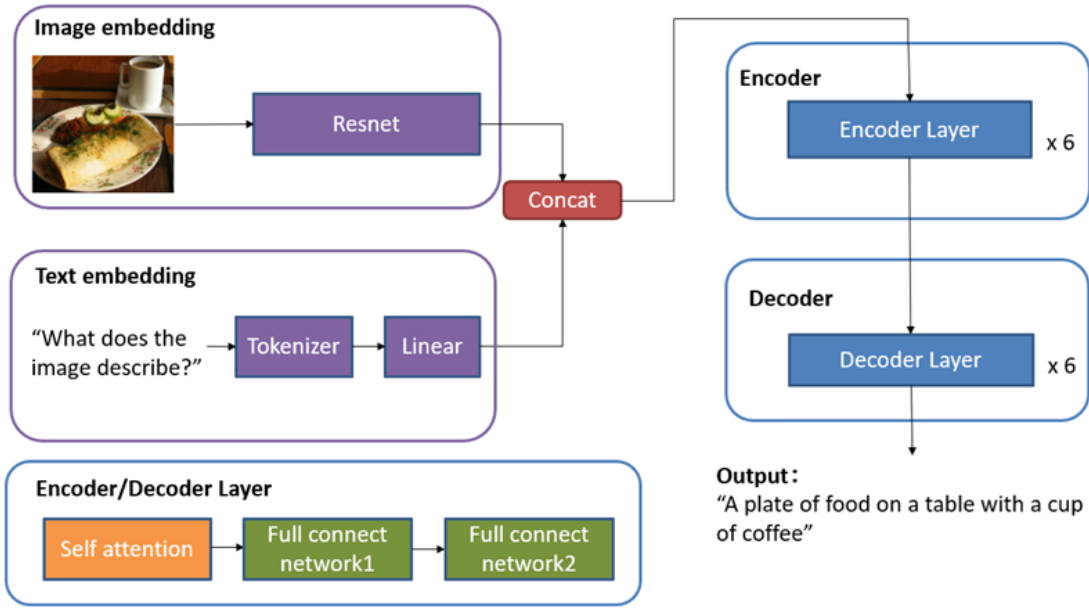 Image embedding
Resnet
Concat
Text embedding
“What does the
image describe?”
Tokenizer
Linear
Encoder/Decoder Layer
Self attention
Full connect
network1
Full connect
network2
Encoder
Encoder Layer
x 6
Decoder
Decoder Layer
x 6
Output：
“A plate of food on a table with a cup
of coffee”